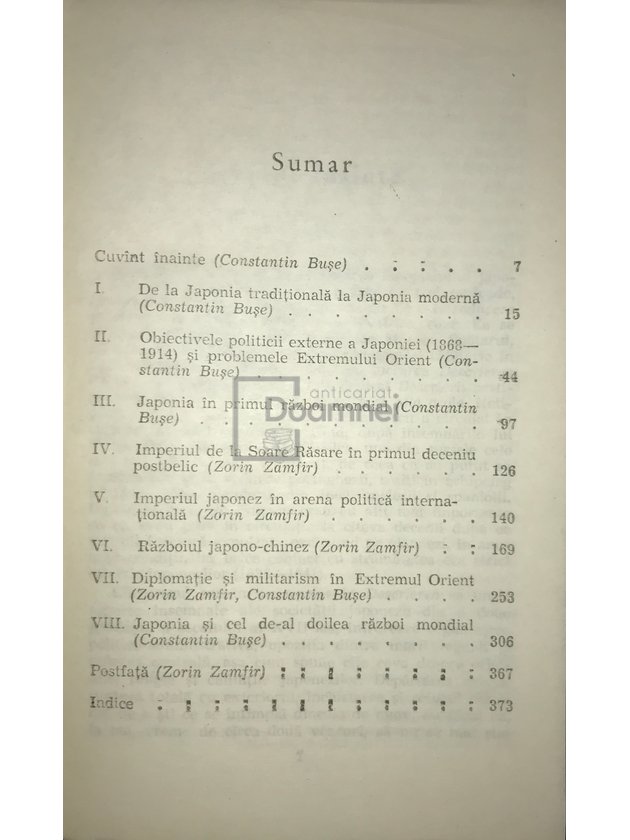 Sumar
Cuvînt înainte (Constantin Bușe) . . . . . 7
I. De la Japonia tradițională la Japonia modernă
(Constantin Bușe) . . . . . . . . 15
II. Obiectivele politicii externe a Japoniei (1868—
1914) și problemele Extremului Orient (Con-
stantin Bușe) . . . . . . . . . . 44
III. Japonia în primul război mondial (Constantin
Bușe) . . . . . . . . . . . . 97
anticariat
Doamnei
IV. Imperiul de la Soare Răsare în primul deceniu
postbelic (Zorin Zamfir) . . . . . . 126
V. Imperiul japonez în arena politică interna-
țională (Zorin Zamfir) . . . . . . 140
VI. Războiul japono-chinez (Zorin Zamfir) : : 169
VII. Diplomație și militarism în Extremul Orient
(Zorin Zamfir, Constantin Bușe) . . . . 253
VIII. Japonia și cel de-al doilea război mondial
(Constantin Bușe) . . . . . . . . 306
Postfață (Zorin Zamfir) : : : : : : : : : 367
Indice . : : : : : : : : : : : 373